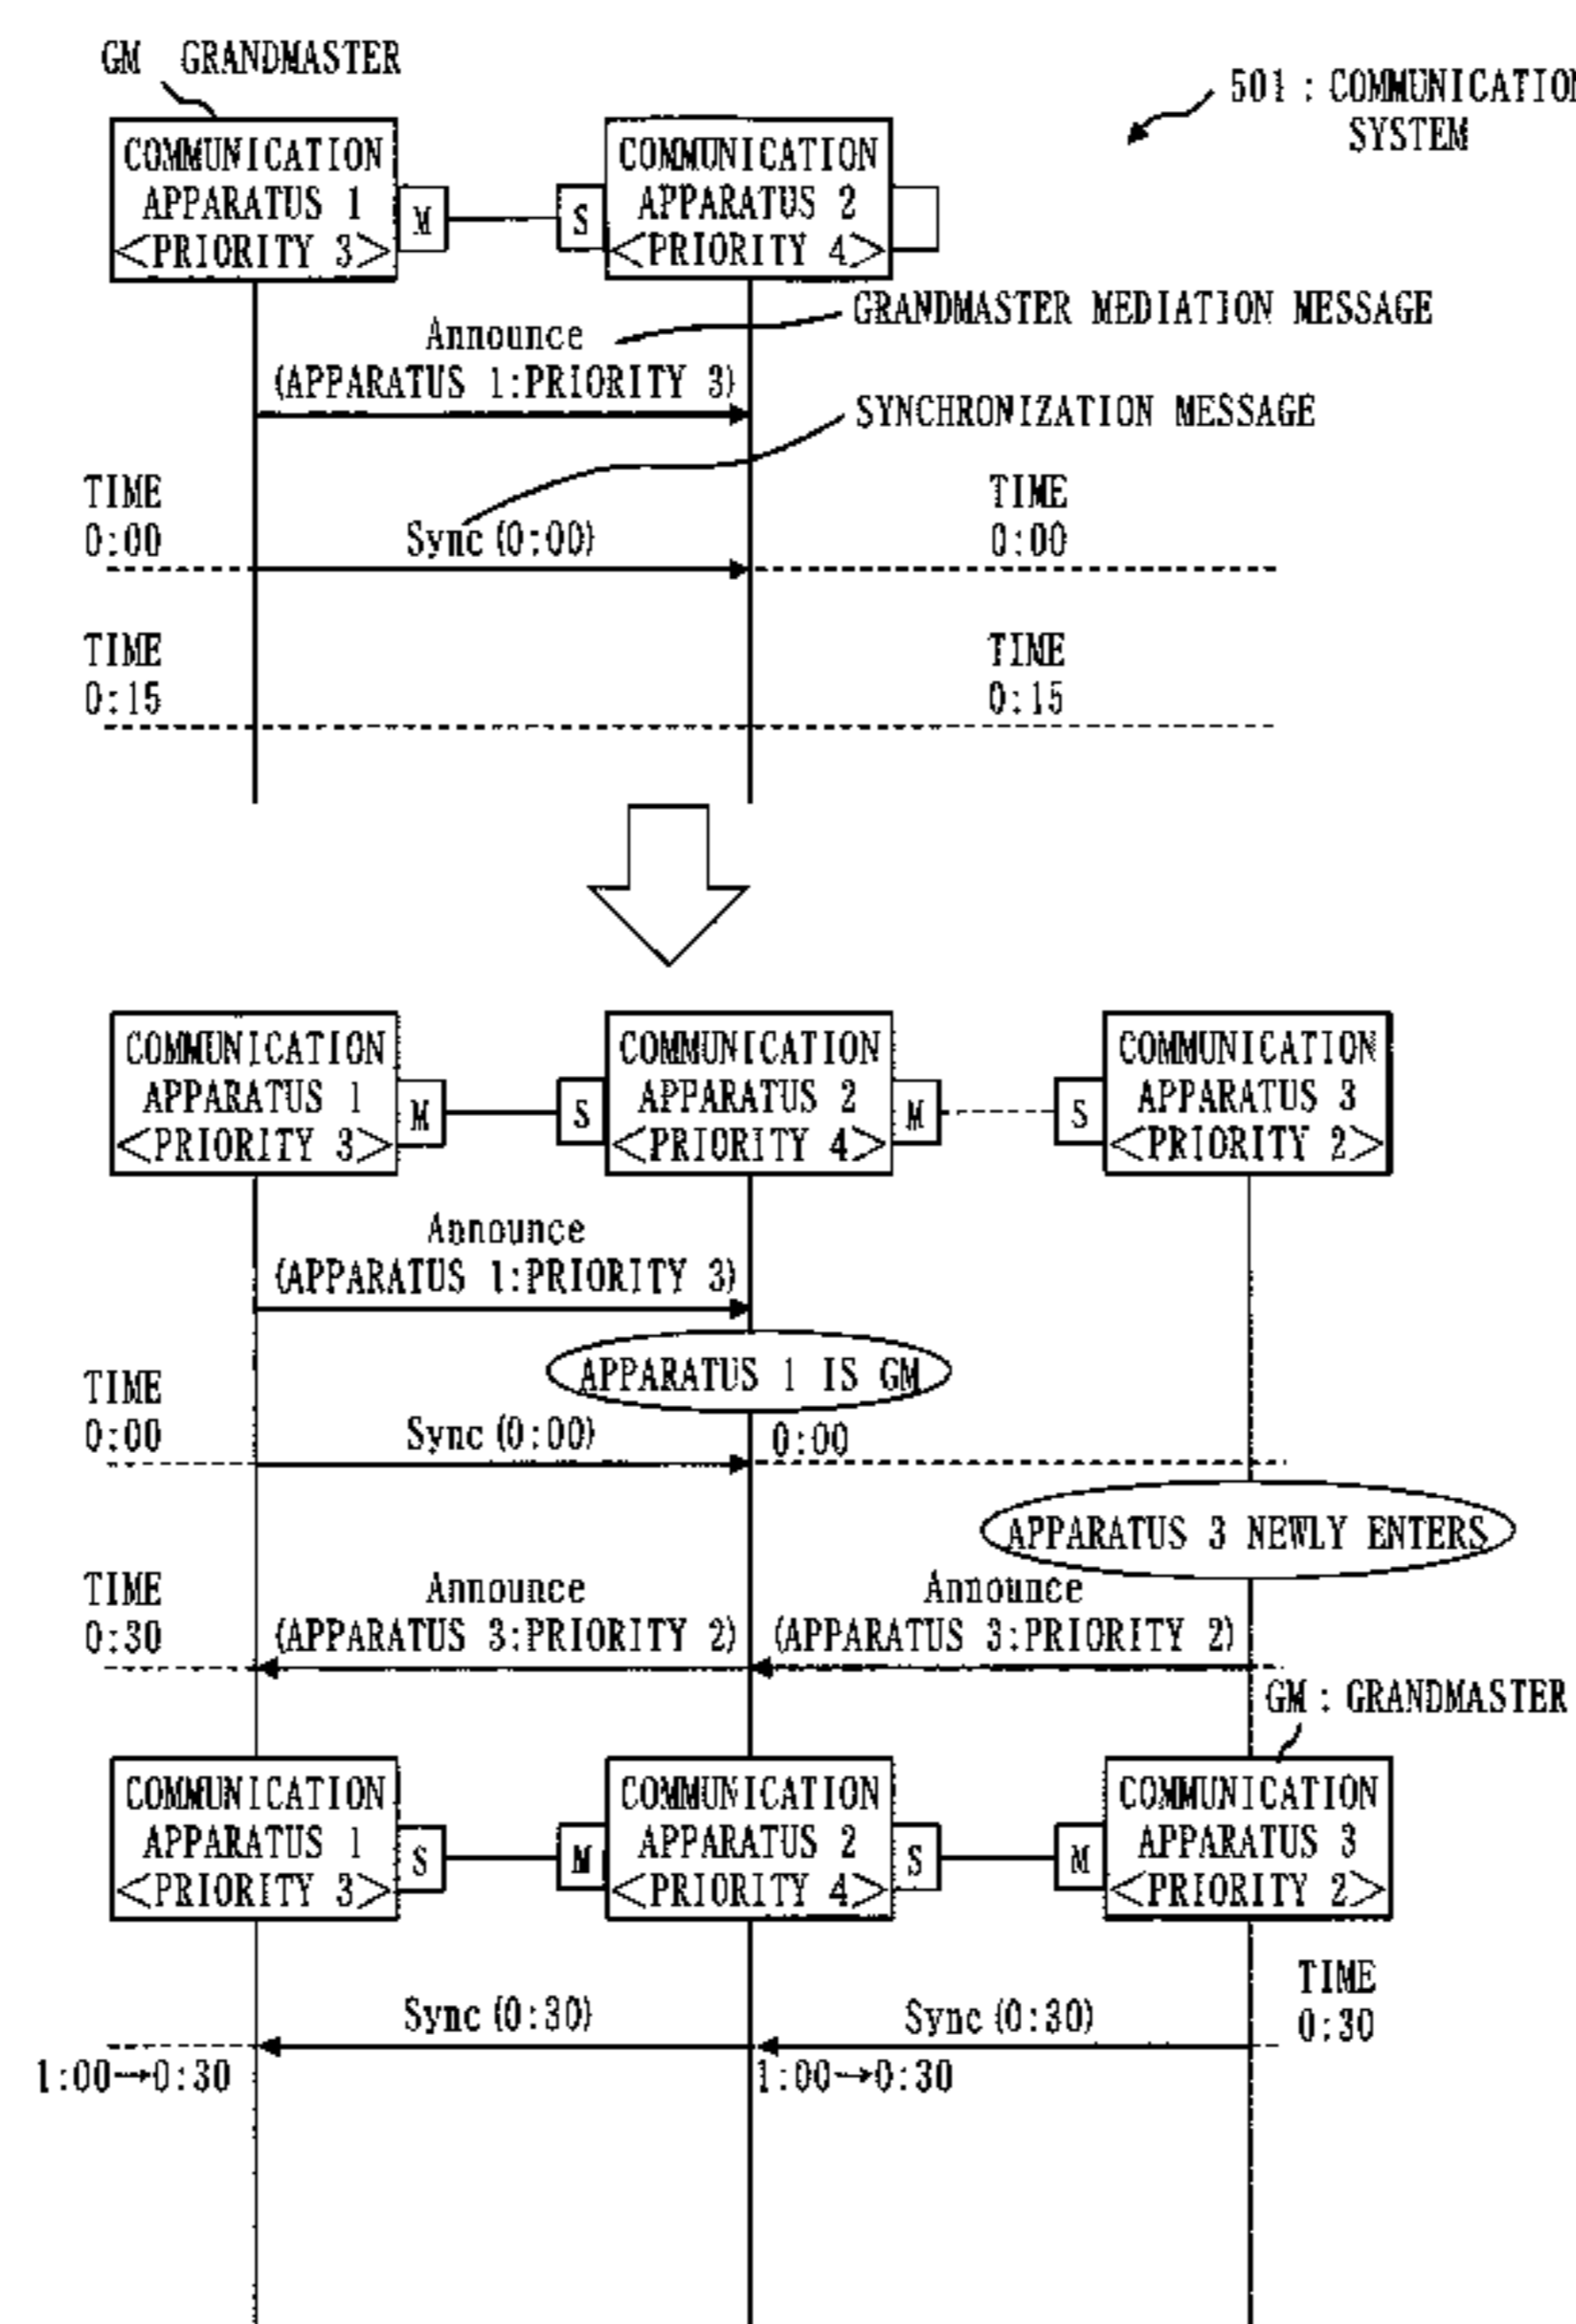 GM GRANDMASTER
501 : COMMUNICATION
SYSTEM
COMMUNICATION
APPARATUS 1
<PRIORITY 3>
M
S
COMMUNICATION
APPARATUS 2
<PRIORITY 4>
GRANDMASTER MEDIATION MESSAGE
Announce
(APPARATUS 1:PRIORITY 3)
SYNCHRONIZATION MESSAGE
TIME
0:00
Sync (0:00)
TIME
0:00
TIME
0:15
TIME
0:15
COMMUNICATION
APPARATUS 1
<PRIORITY 3>
M
S
COMMUNICATION
APPARATUS 2
<PRIORITY 4>
M
S
COMMUNICATION
APPARATUS 3
<PRIORITY 2>
Announce
(APPARATUS 1:PRIORITY 3)
APPARATUS 1 IS GM
TIME
0:00
Sync (0:00)
0:00
APPARATUS 3 NEWLY ENTERS
TIME
0:30
Announce
(APPARATUS 3:PRIORITY 2)
Announce
(APPARATUS 3:PRIORITY 2)
GM : GRANDMASTER
COMMUNICATION
APPARATUS 1
<PRIORITY 3>
S
M
COMMUNICATION
APPARATUS 2
<PRIORITY 4>
S
M
COMMUNICATION
APPARATUS 3
<PRIORITY 2>
Sync (0:30)
Sync (0:30)
TIME
0:30
1:00→0:30
1:00→0:30